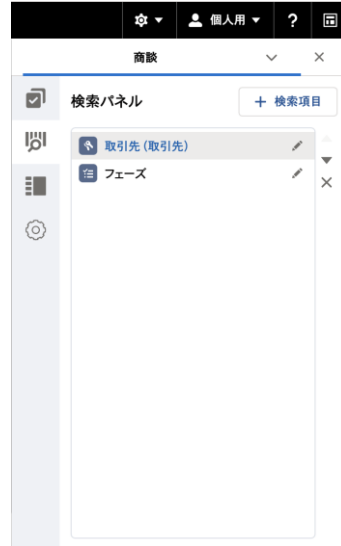 個人用 ?
商談
検索パネル
+ 検索項目
取引先 (取引先)
フェーズ